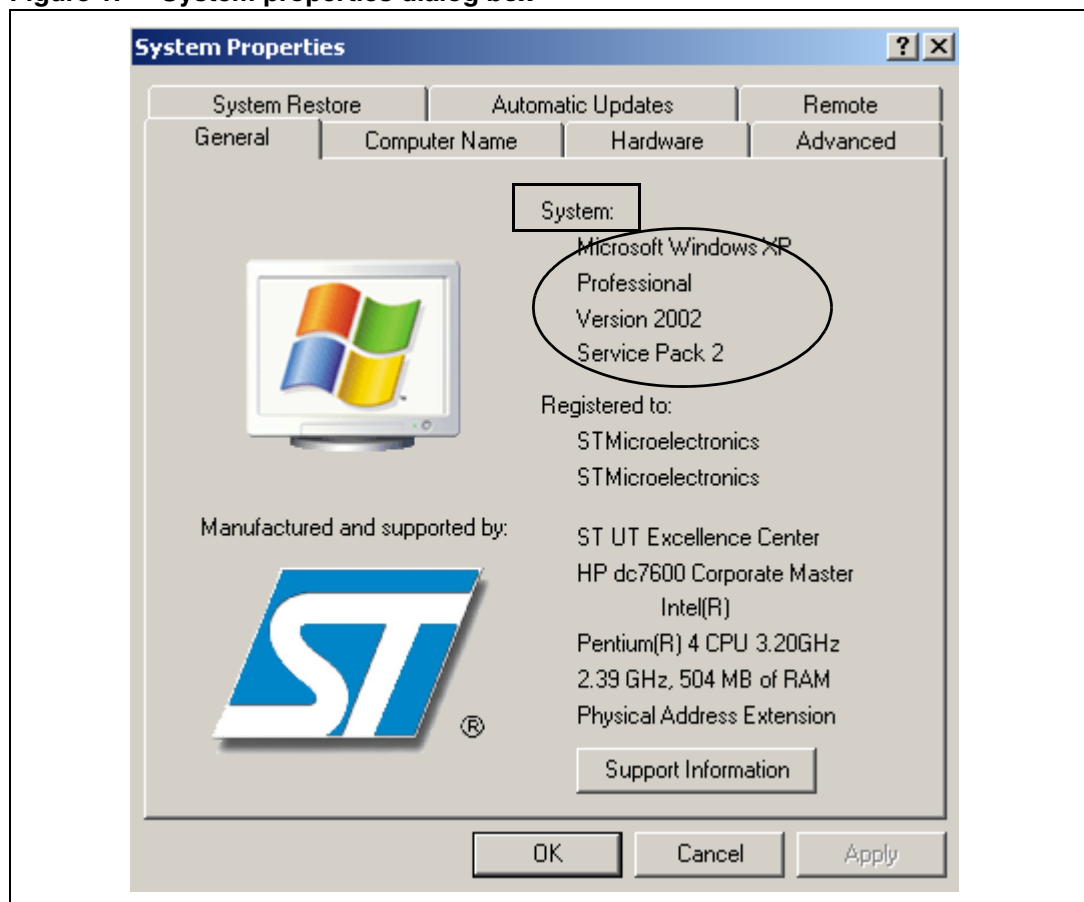 System Properties
System Restore Automatic Updates Remote
General Computer Name Hardware Advanced
System:
Microsoft Windows XP
Professional
Version 2002
Service Pack 2
Registered to:
STMicroelectronics
STMicroelectronics
Manufactured and supported by:
ST UT Excellence Center
HP dc7600 Corporate Master
Intel(R)
Pentium(R) 4 CPU 3.20GHz
2.39 GHz, 504 MB of RAM
Physical Address Extension
ST ®
Support Information
OK Cancel Apply